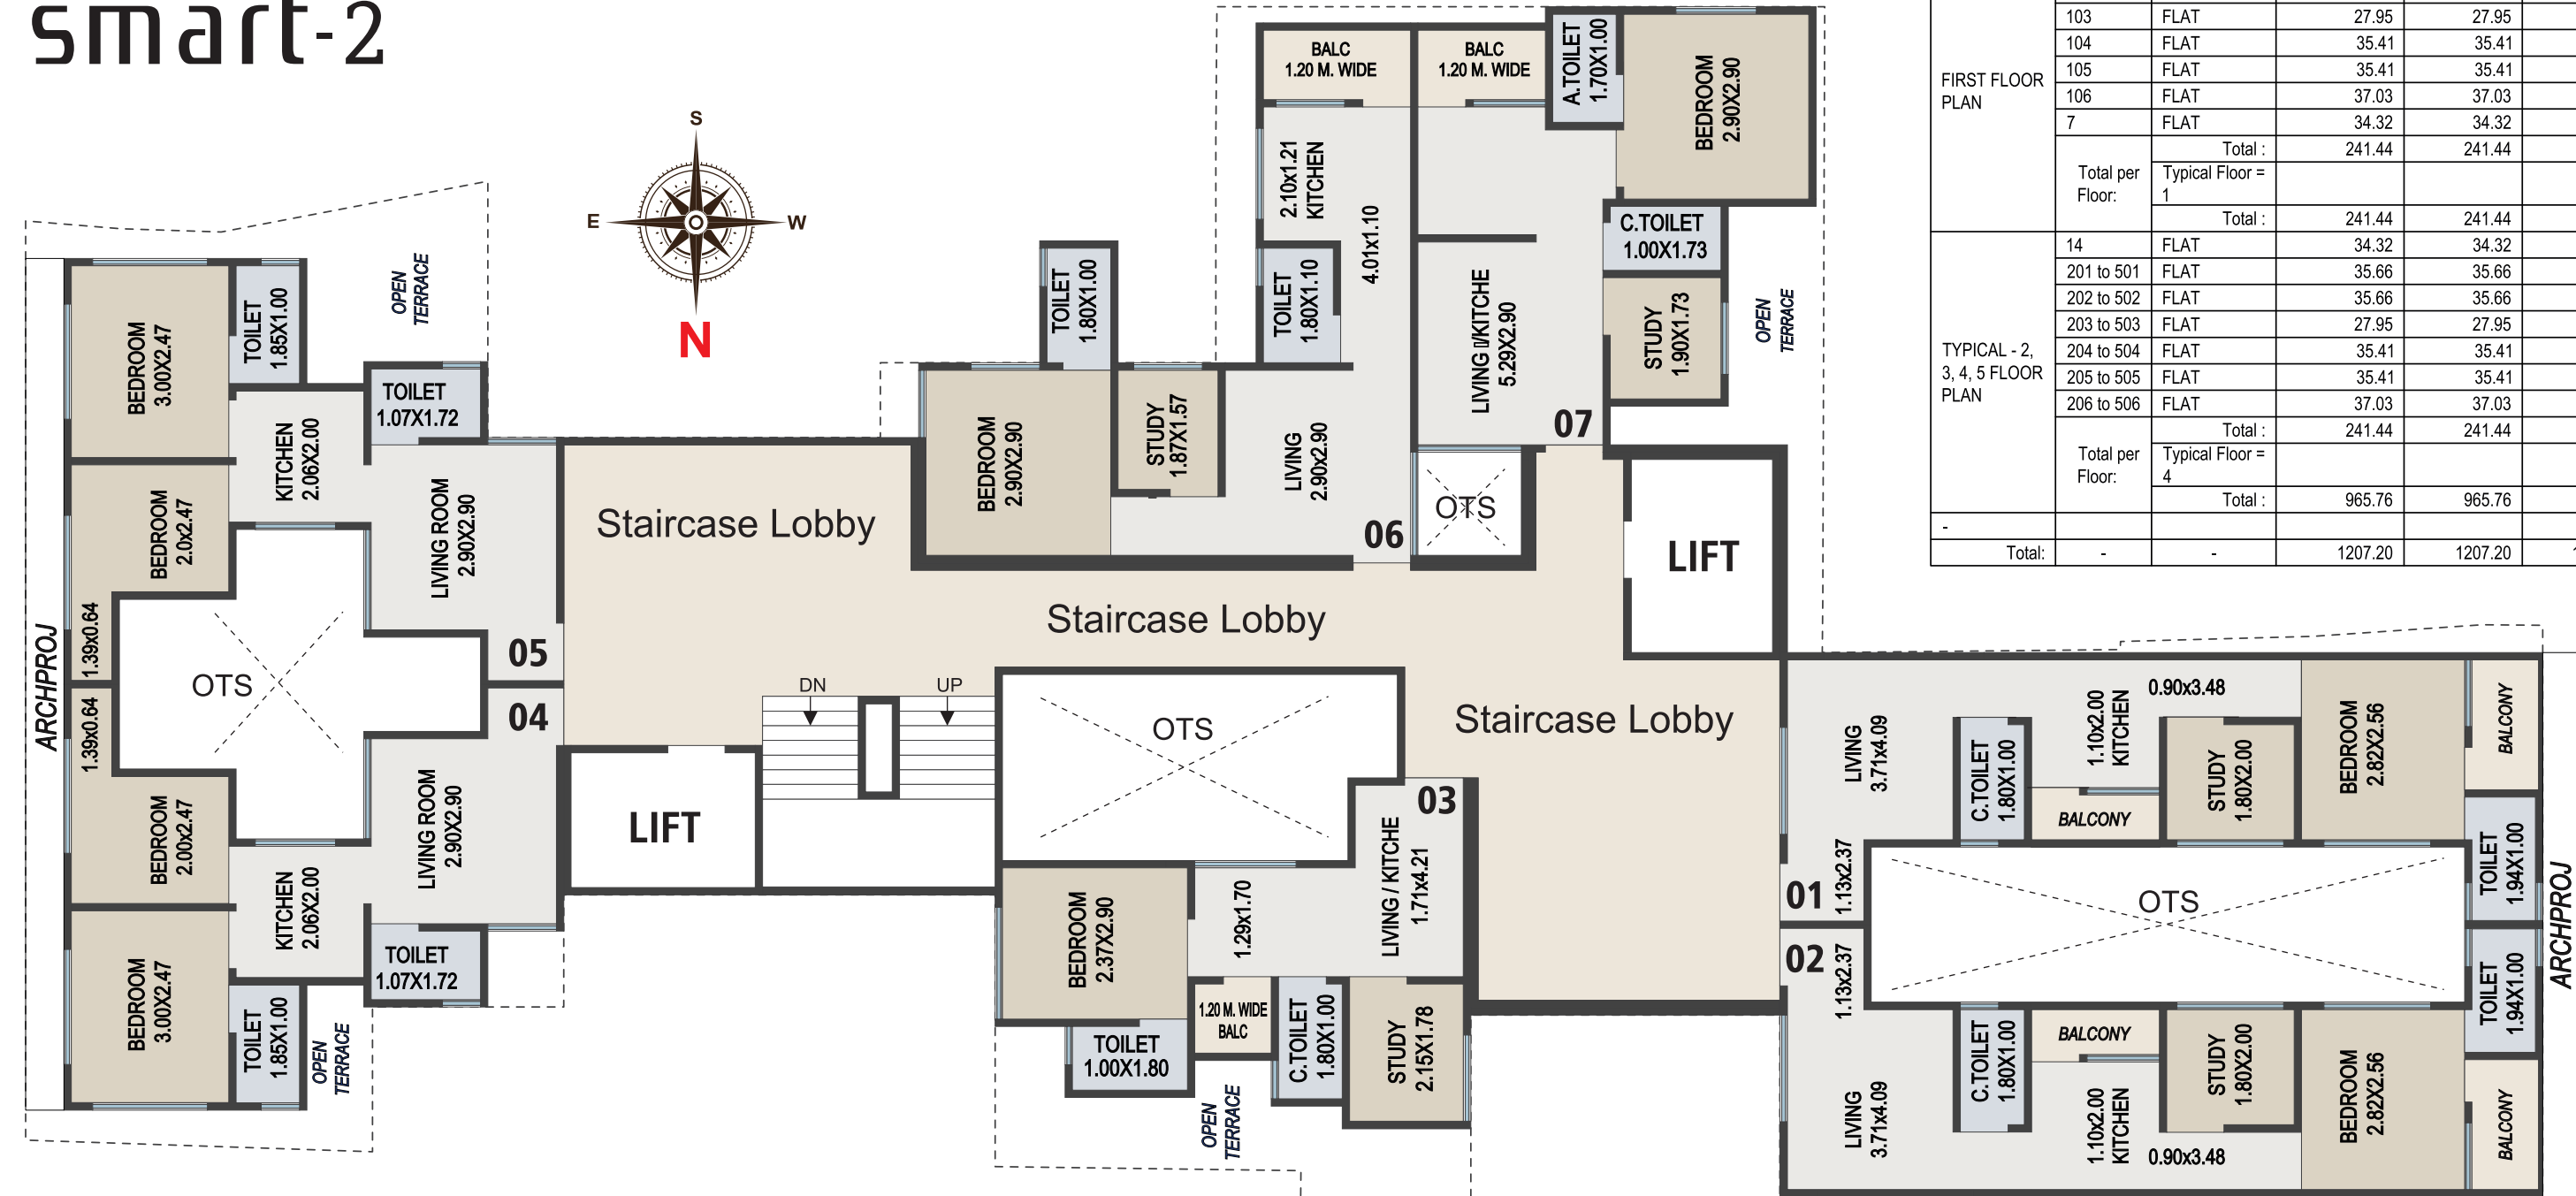 smart-2
S
E
W
N
103 FLAT 27.95 27.95
104 FLAT 35.41 35.41
105 FLAT 35.41 35.41
FIRST FLOOR
PLAN
106 FLAT 37.03 37.03
7 FLAT 34.32 34.32
Total : 241.44 241.44
Total per
Floor:
Typical Floor =
1
Total : 241.44 241.44
14 FLAT 34.32 34.32
201 to 501 FLAT 35.66 35.66
202 to 502 FLAT 35.66 35.66
203 to 503 FLAT 27.95 27.95
TYPICAL - 2,
3, 4, 5 FLOOR
PLAN
204 to 504 FLAT 35.41 35.41
205 to 505 FLAT 35.41 35.41
206 to 506 FLAT 37.03 37.03
Total : 241.44 241.44
Total per
Floor:
Typical Floor =
4
Total : 965.76 965.76
-
Total: - - 1207.20 1207.20
BEDROOM
3.00X2.47
TOILET
1.85X1.00
OPEN
TERRACE
TOILET
1.07X1.72
KITCHEN
2.06X2.00
BEDROOM
2.0x2.47
LIVING ROOM
2.90X2.90
1.39x0.64
OTS
05
ARCHPROJ
04
1.39x0.64
BEDROOM
2.00x2.47
LIVING ROOM
2.90X2.90
KITCHEN
2.06X2.00
TOILET
1.07X1.72
BEDROOM
3.00X2.47
TOILET
1.85X1.00
OPEN
TERRACE
Staircase Lobby
Staircase Lobby
Staircase Lobby
LIFT
DN
UP
BALC
1.20 M. WIDE
2.10x1.21
KITCHEN
4.01x1.10
TOILET
1.80X1.00
TOILET
1.80X1.10
BEDROOM
2.90X2.90
STUDY
1.87X1.57
LIVING
2.90x2.90
06
BALC
1.20 M. WIDE
A.TOILET
1.70X1.00
BEDROOM
2.90X2.90
C.TOILET
1.00X1.73
LIVING /KITCHE
5.29X2.90
STUDY
1.90X1.73
OPEN
TERRACE
07
OTS
LIFT
OTS
03
LIVING / KITCHE
1.71x4.21
1.29x1.70
BEDROOM
2.37X2.90
TOILET
1.00X1.80
1.20 M. WIDE
BALC
C.TOILET
1.80X1.00
STUDY
2.15X1.78
OPEN
TERRACE
LIVING
3.71x4.09
C.TOILET
1.80X1.00
1.10x2.00
KITCHEN
0.90x3.48
BALCONY
STUDY
1.80X2.00
BEDROOM
2.82X2.56
BALCONY
TOILET
1.94X1.00
01
1.13x2.37
OTS
ARCHPROJ
02
1.13x2.37
TOILET
1.94X1.00
LIVING
3.71x4.09
C.TOILET
1.80X1.00
BALCONY
1.10x2.00
KITCHEN
STUDY
1.80X2.00
0.90x3.48
BEDROOM
2.82X2.56
BALCONY